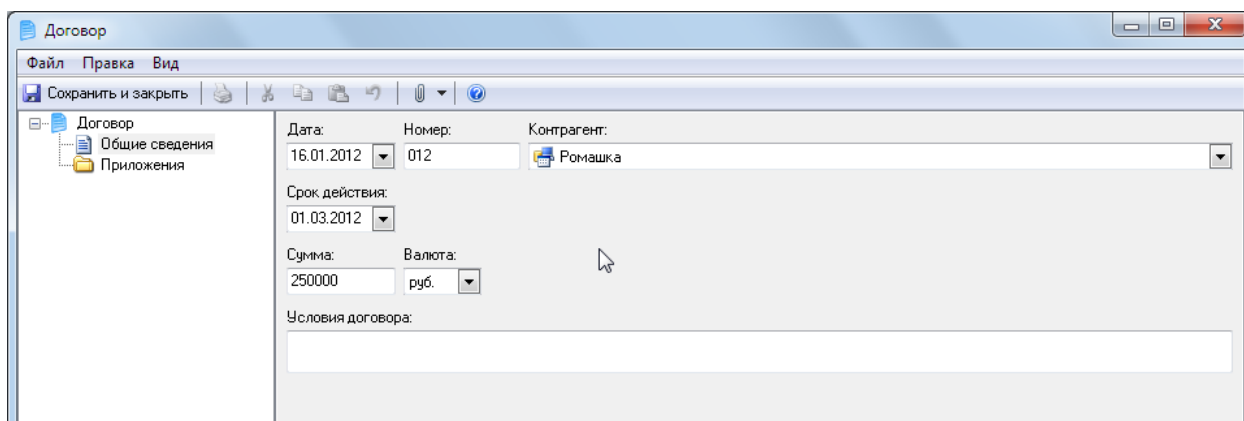 Договор
Файл Правка Вид
Сохранить и закрыть
Договор
Общие сведения
Приложения
Дата: Номер: Контрагент:
16.01.2012 012 Ромашка
Срок действия:
01.03.2012
Сумма: Валюта:
250000 руб.
Условия договора: